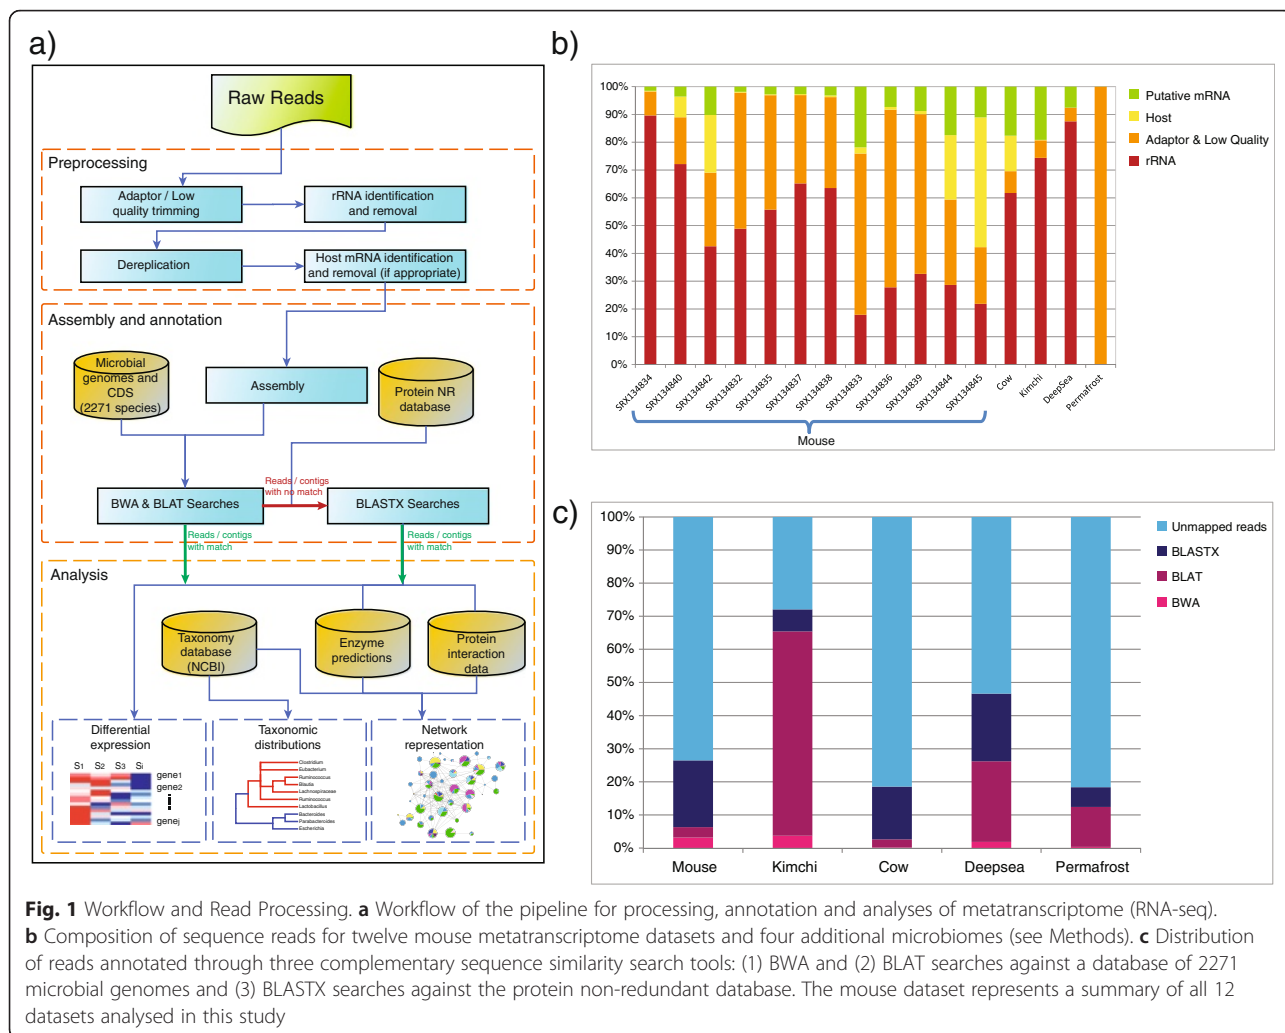 a)
Raw Reads
Preprocessing
Adaptor / Low
quality trimming
rRNA identification
and removal
Dereplication
Host mRNA identification
and removal (if appropriate)
Assembly and annotation
Microbial
genomes and
CDS
(2271 species)
Assembly
Protein NR
database
BWA & BLAT Searches
Reads / contigs
with no match
BLASTX Searches
Reads / contigs
with match
Reads / contigs
with match
Analysis
Taxonomy
database
(NCBI)
Enzyme
predictions
Protein
interaction
data
Differential
expression
S1 S2 S3 Si
gene1
gene2
genej
Taxonomic
distributions
Clostridium
Eubacterium
Ruminococcus
Blautia
Lachnospiraceae
Ruminococcus
Lactobacillus
Bacteroides
Parabacteroides
Escherichia
Network
representation
b)
100%
90%
80%
70%
60%
50%
40%
30%
20%
10%
0%
Putative mRNA
Host
Adaptor & Low Quality
rRNA
SRX134834
SRX134840
SRX134842
SRX134832
SRX134835
SRX134837
SRX134838
SRX134833
SRX134836
SRX134839
SRX134844
SRX134845
Cow
Kimchi
DeepSea
Permafrost
Mouse
c)
100%
90%
80%
70%
60%
50%
40%
30%
20%
10%
0%
Unmapped reads
BLASTX
BLAT
BWA
Mouse
Kimchi
Cow
Deepsea
Permafrost
Fig. 1 Workflow and Read Processing. a Workflow of the pipeline for processing, annotation and analyses of metatranscriptome (RNA-seq).
b Composition of sequence reads for twelve mouse metatranscriptome datasets and four additional microbiomes (see Methods). c Distribution
of reads annotated through three complementary sequence similarity search tools: (1) BWA and (2) BLAT searches against a database of 2271
microbial genomes and (3) BLASTX searches against the protein non-redundant database. The mouse dataset represents a summary of all 12
datasets analysed in this study